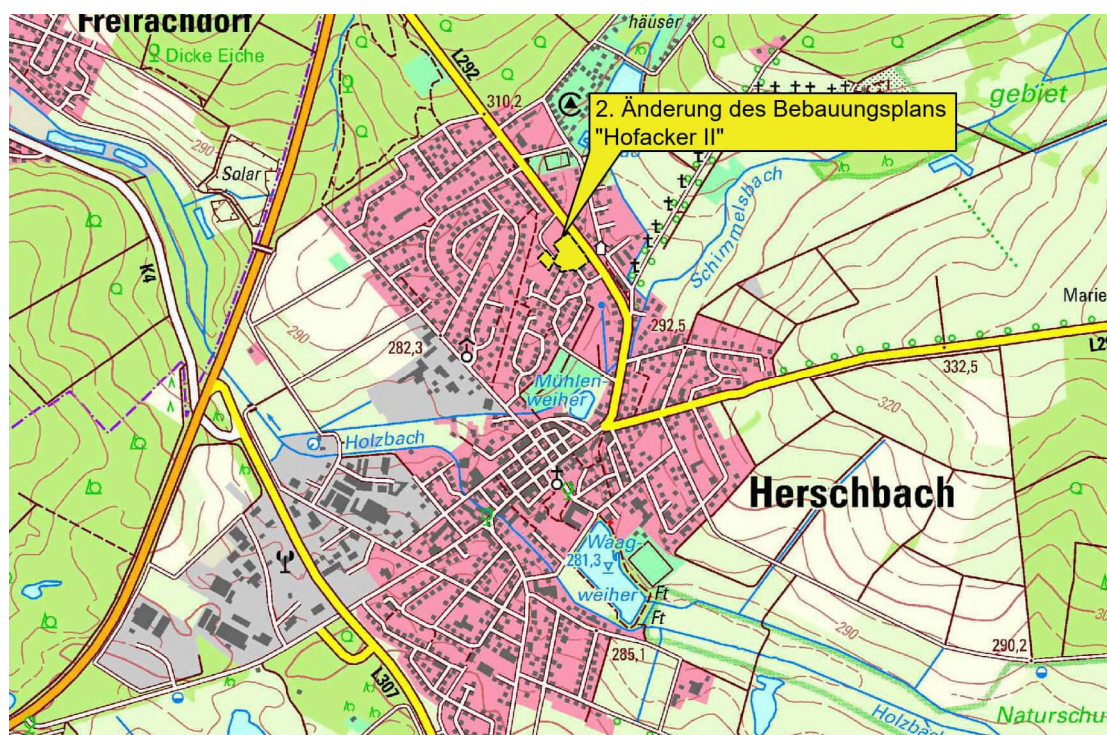 Freirachdorf
Dicke Eiche
häuser
L292
310,2
2. Änderung des Bebauungsplans
"Hofacker II"
gebiet
290
Solar
K4
Schimmelsbach
Marie
290
282,3
292,5
332,5
Mühlen-
weiher
320
Holzbach
Herschbach
Waag-
281,3
weiher
Ft
Ft
290
290,2
285,1
L307
Holzbach
Naturschu